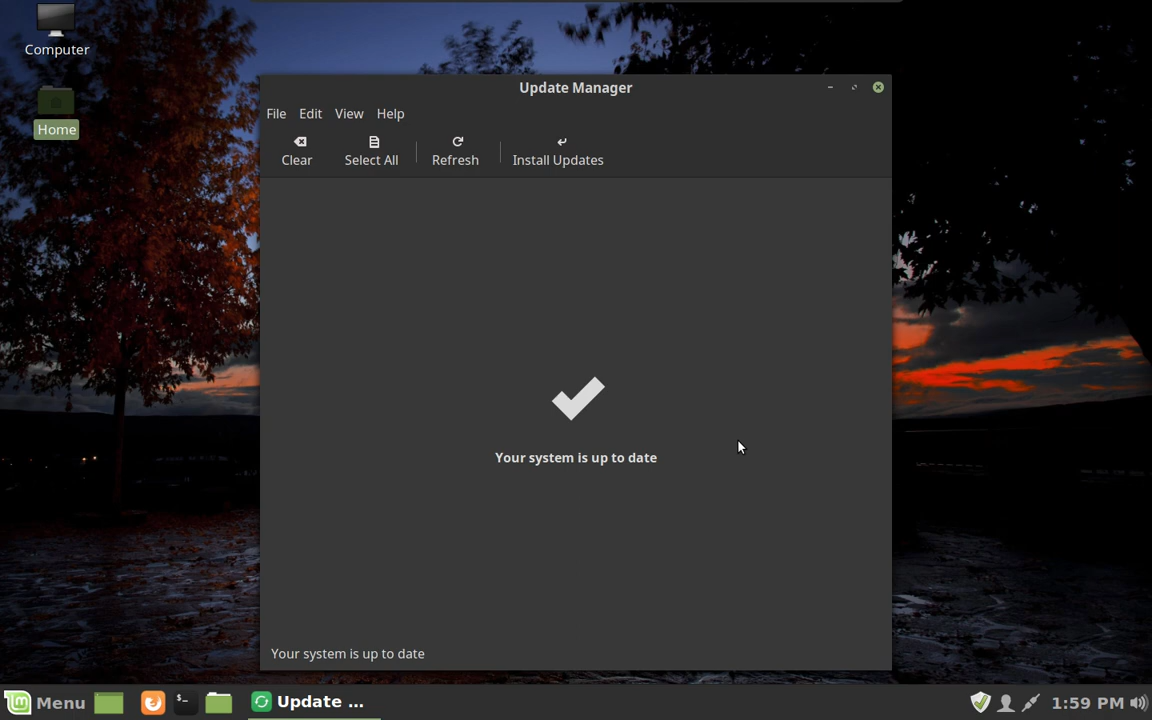 Computer
Home
Update Manager
File Edit View Help
Clear Select All Refresh Install Updates
Your system is up to date
Your system is up to date
Menu Update ... 1:59 PM